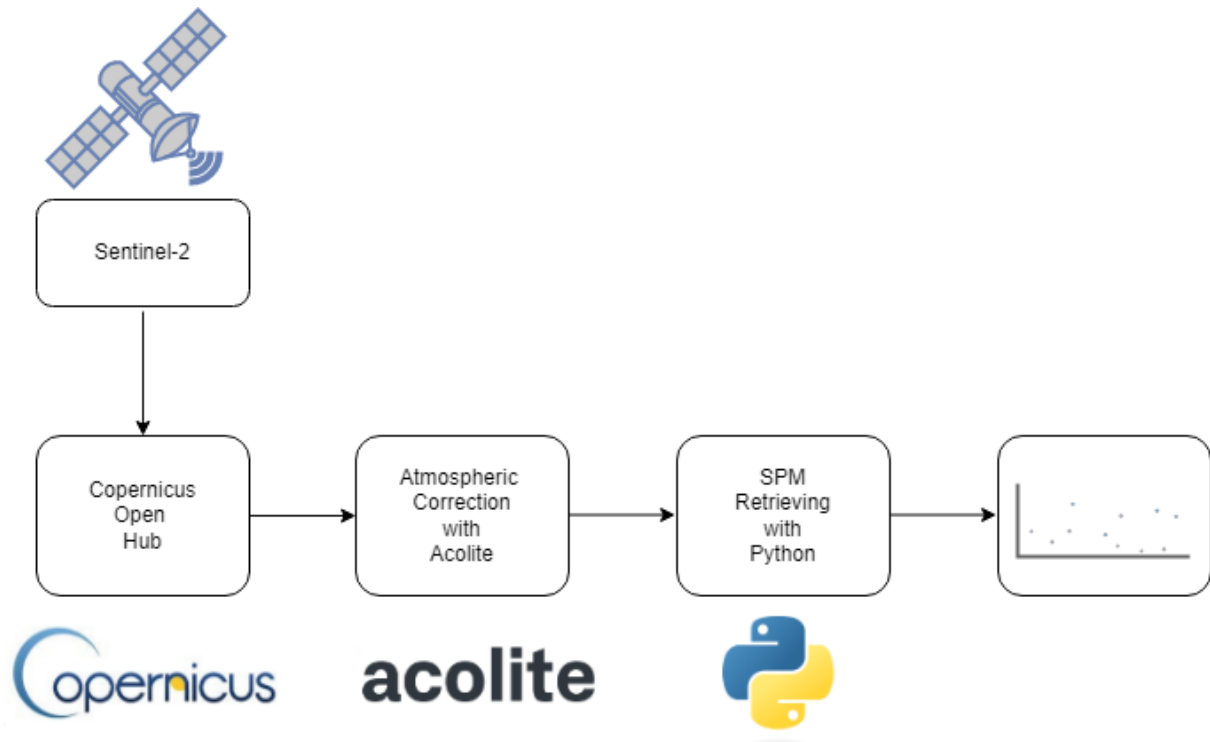 Sentinel-2
Copernicus
Open
Hub
Atmospheric
Correction
with
Acolite
SPM
Retrieving
with
Python
Copernicus
acolite